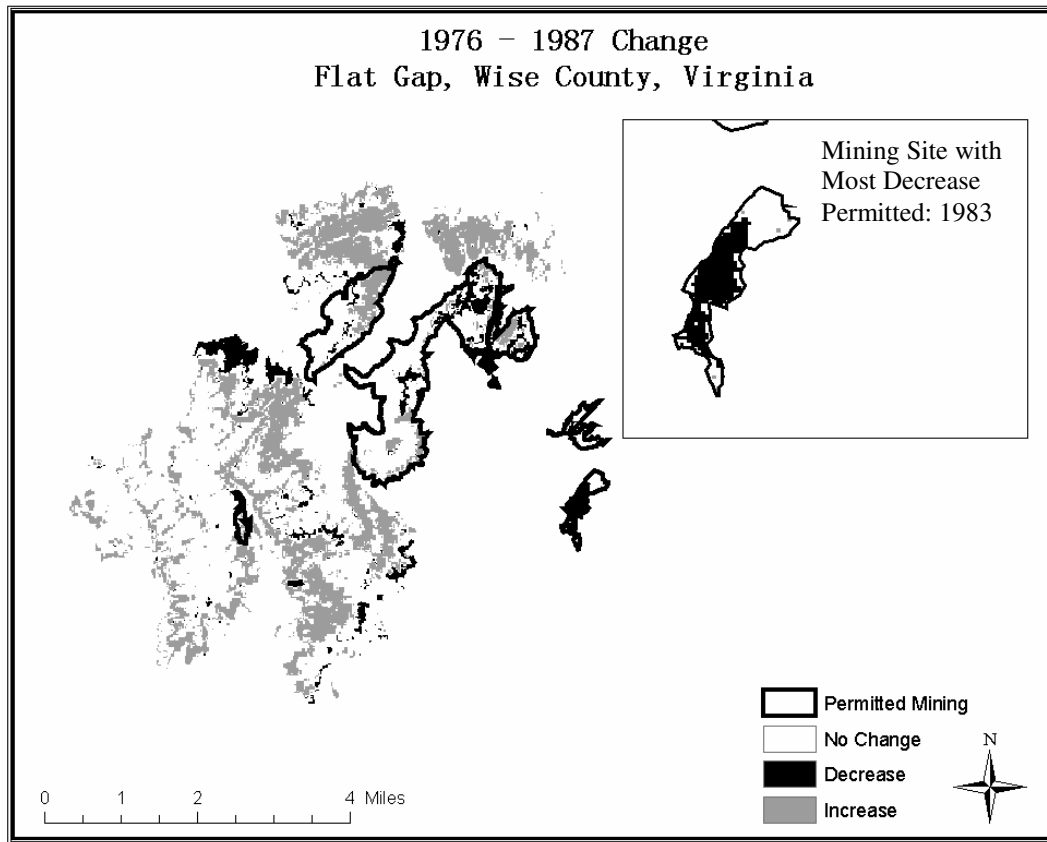 1976 - 1987 Change
Flat Gap, Wise County, Virginia
Mining Site with
Most Decrease
Permitted: 1983
Permitted Mining
No Change
Decrease
Increase
N
0 1 2 4 Miles